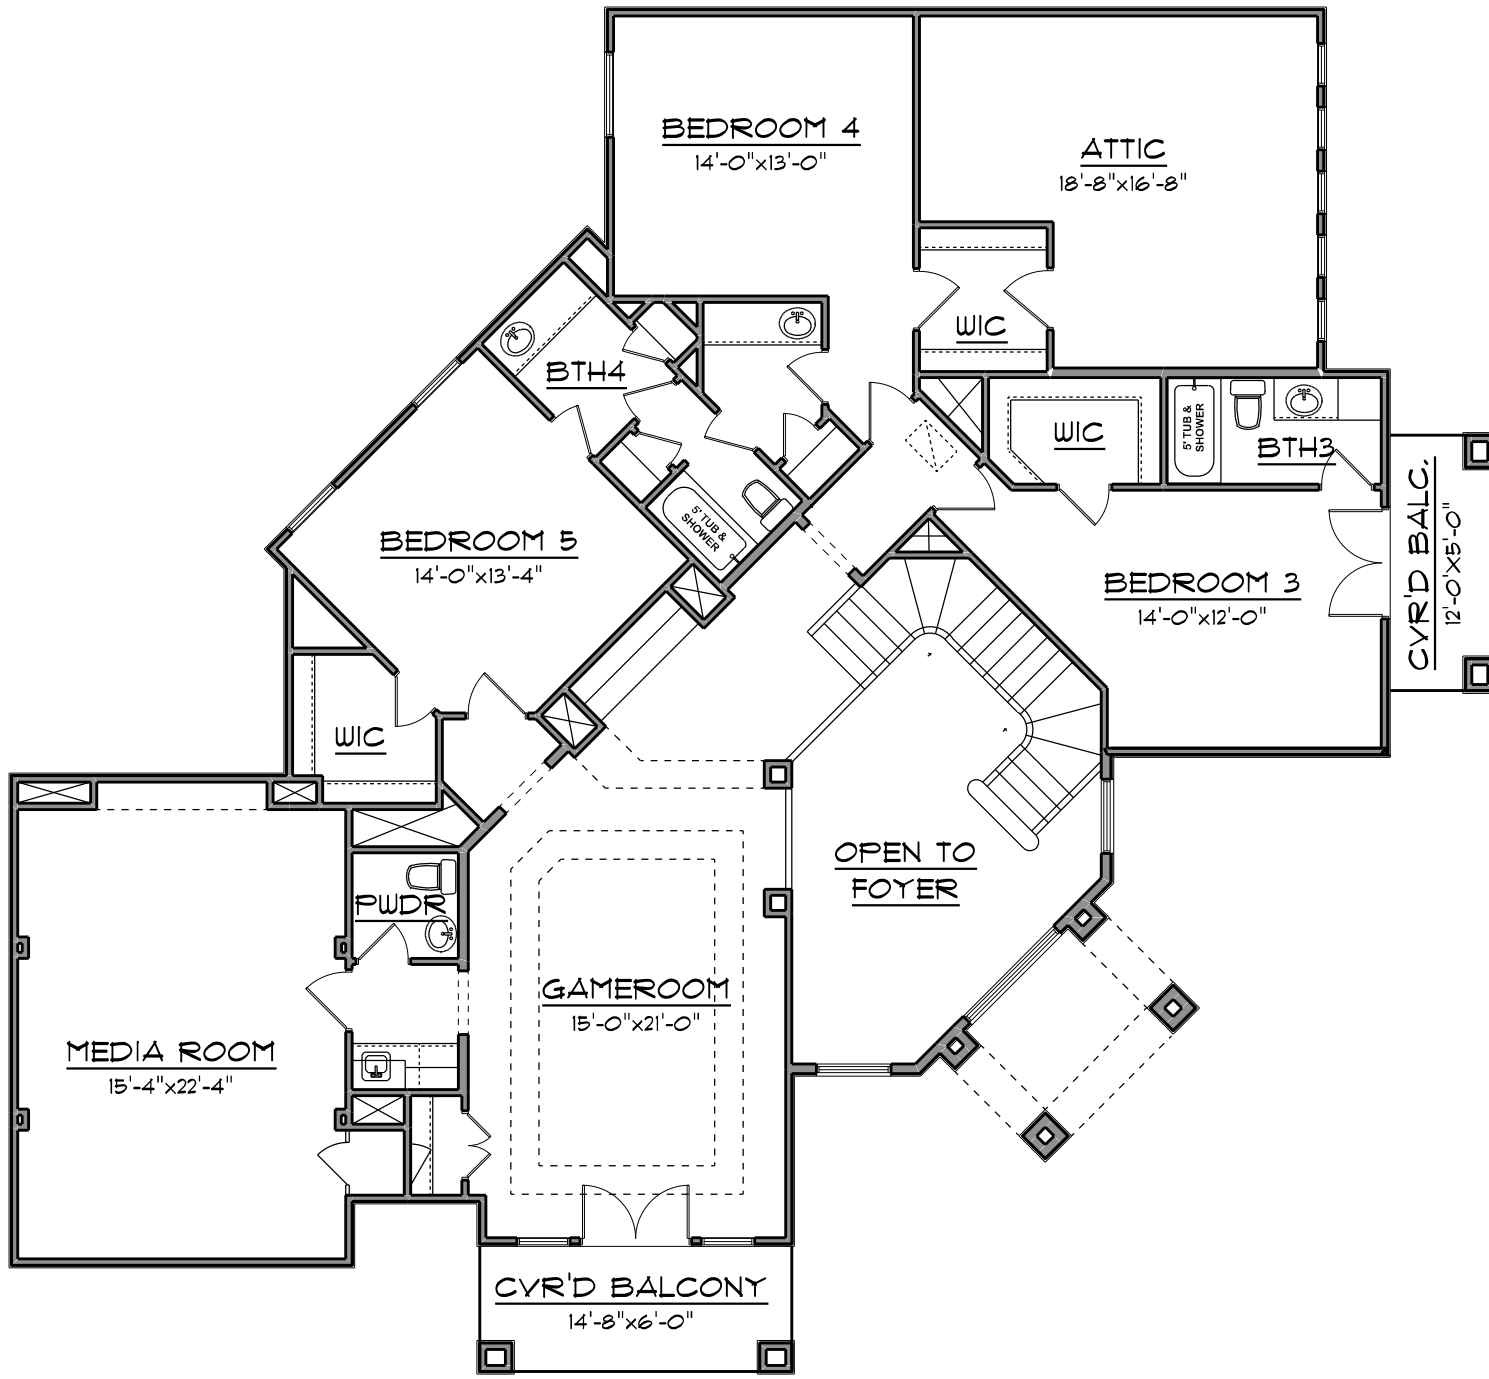 BEDROOM 4
14'-0"x13'-0"
ATTIC
18'-8"x16'-8"
WIC
BTH4
WIC
5' TUB &
SHOWER
BTH3
CVR'D BALC.
12'-0"x5'-0"
BEDROOM 5
14'-0"x13'-4"
5' TUB &
SHOWER
BEDROOM 3
14'-0"x12'-0"
WIC
OPEN TO
FOYER
PWDR
GAMEROOM
15'-0"x21'-0"
MEDIA ROOM
15'-4"x22'-4"
CVR'D BALCONY
14'-8"x6'-0"